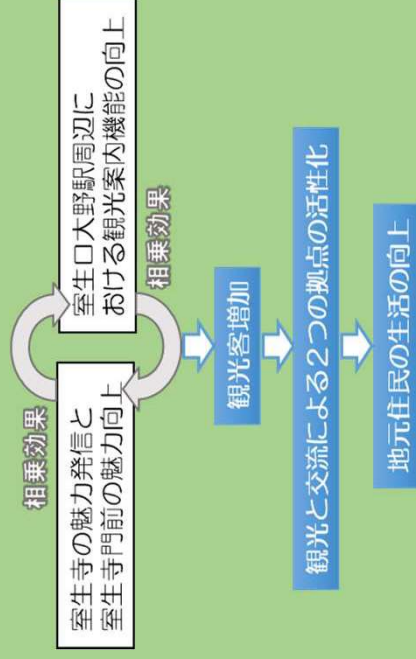 相乗効果
室生寺の魅力発信と
室生寺門前の魅力向上
室生口大野駅周辺に
おける観光案内機能の向上
相乗効果
観光客増加
観光と交流による2つの拠点の活性化
地元住民の生活の向上